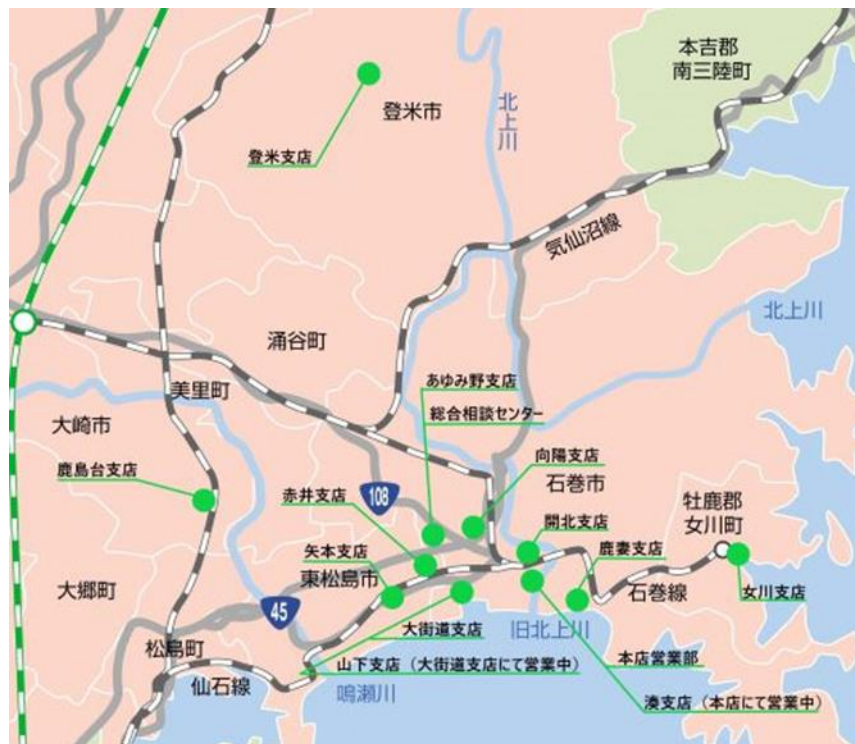 本吉郡
南三陸町
登米市
北上川
登米支店
気仙沼線
北上川
涌谷町
美里町
あゆみ野支店
総合相談センター
大崎市
向陽支店
鹿島台支店
石巻市
赤井支店
108
牡鹿郡
女川町
開北支店
矢本支店
鹿妻支店
東松島市
大郷町
石巻線
女川支店
45
大街道支店
旧北上川
松島町
山下支店（大街道支店にて営業中）
本店営業部
仙石線
鳴瀬川
湊支店（本店にて営業中）